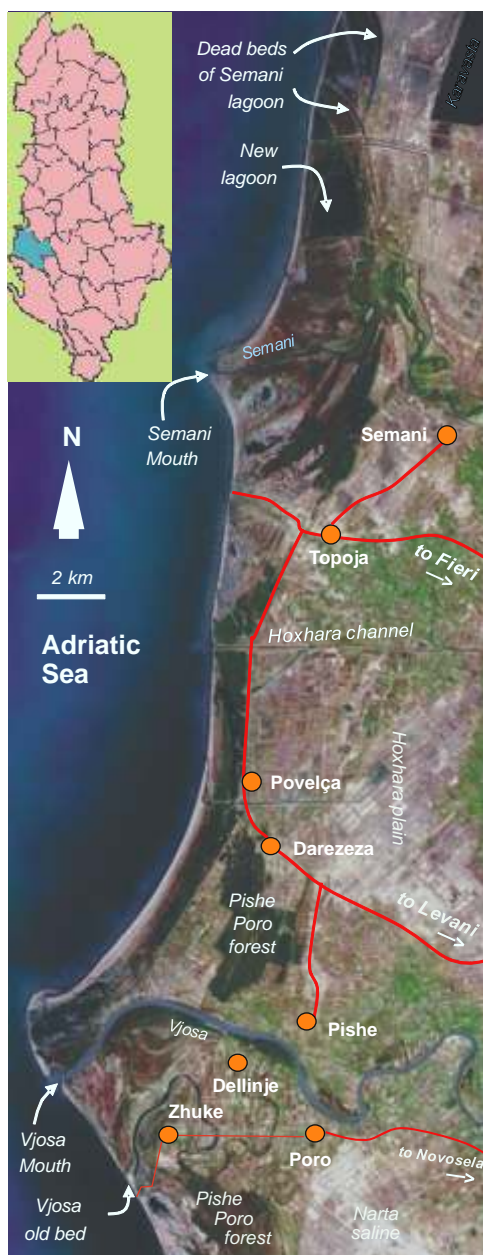 Dead beds
of Semani
lagoon
Karavasta
New
lagoon
Semani
Semani
Mouth
Semani
N
Topoja
to Fieri
2 km
Hoxhara channel
Adriatic
Sea
Hoxhara plain
Povelça
Darezeza
Pishe
Poro
forest
to Levani
Vjosa
Pishe
Dellinje
Zhuke
Vjosa
Mouth
Poro
to Novosela
Vjosa
old bed
Pishe
Poro
forest
Narta
saline